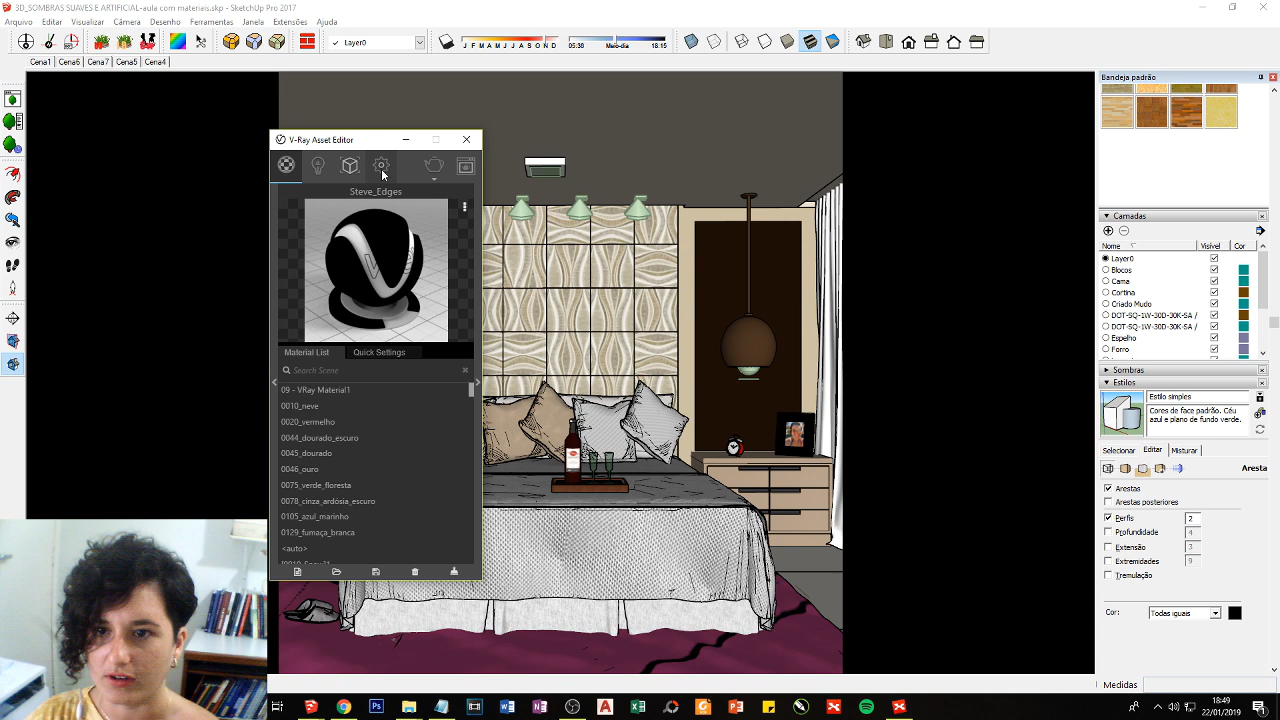 3D_SOMBRAS SUAVES E ARTIFICIAL-aula com materiais.skp - SketchUp Pro 2017
Arquivo Editar Visualizar Câmera Desenho Ferramentas Janela Extensões Ajuda
Layer0
J F M A M J J A S O N D
05:38 Meio-dia 18:15
Cena1 Cena6 Cena7 Cena5 Cena4
Bandeja padrão
V-Ray Asset Editor
Steve_Edges
Material List Quick Settings
Search Scene
09 - VRay Material1
0010_neve
0020_vermelho
0044_dourado_escuro
0045_dourado
0046_ouro
0075_verde_floresta
0078_cinza_ardósia_escuro
0105_azul_marinho
0129_fumaça_branca
<auto>
Camadas
Nome Visível Cor
Layer0
Blocos
Cama
Cortina
Criado Mudo
DOT-SQ-1W-30D-30K-SA /
DOT-SQ-1W-30D-30K-SA /
Espelho
Forro
Sombras
Estilos
Estilo simples
Cores de face padrão. Céu
azul e plano de fundo verde.
Selecionar Editar Misturar
Aresta
Arestas
Arestas posteriores
Perfis 2
Profundidade 4
Extensão 3
Extremidades 9
Tremulação
Cor: Todas iguais
Medidas
18:49
22/01/2019